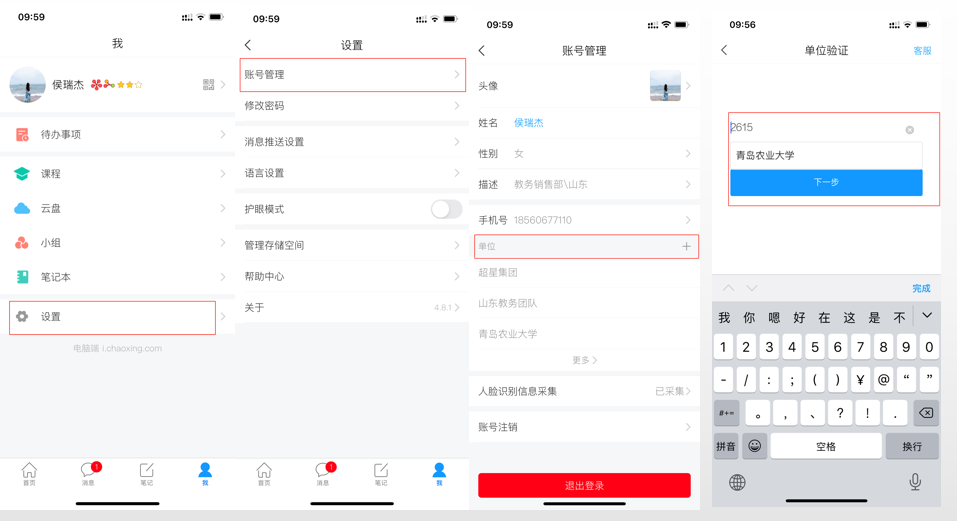 09:59
我
侯瑞杰
待办事项
课程
云盘
小组
笔记本
设置
电脑端 i.chaoxing.com
首页
1
消息
笔记
我
09:59
设置
账号管理
修改密码
消息推送设置
语言设置
护眼模式
管理存储空间
帮助中心
关于 4.8.1
首页
1
消息
笔记
我
09:59
账号管理
头像
姓名 侯瑞杰
性别 女
描述 教务销售部\山东
手机号 18560677110
单位 +
超星集团
山东教务团队
青岛农业大学
更多
人脸识别信息采集 已采集
账号注销
退出登录
09:56
单位验证 客服
2615
青岛农业大学
下一步
完成
我 你 嗯 好 在 这 是 不
1 2 3 4 5 6 7 8 9 0
- / : ; ( ) ¥ @ “ ”
#+= 。 , 、 ? ! .
拼音 空格 换行